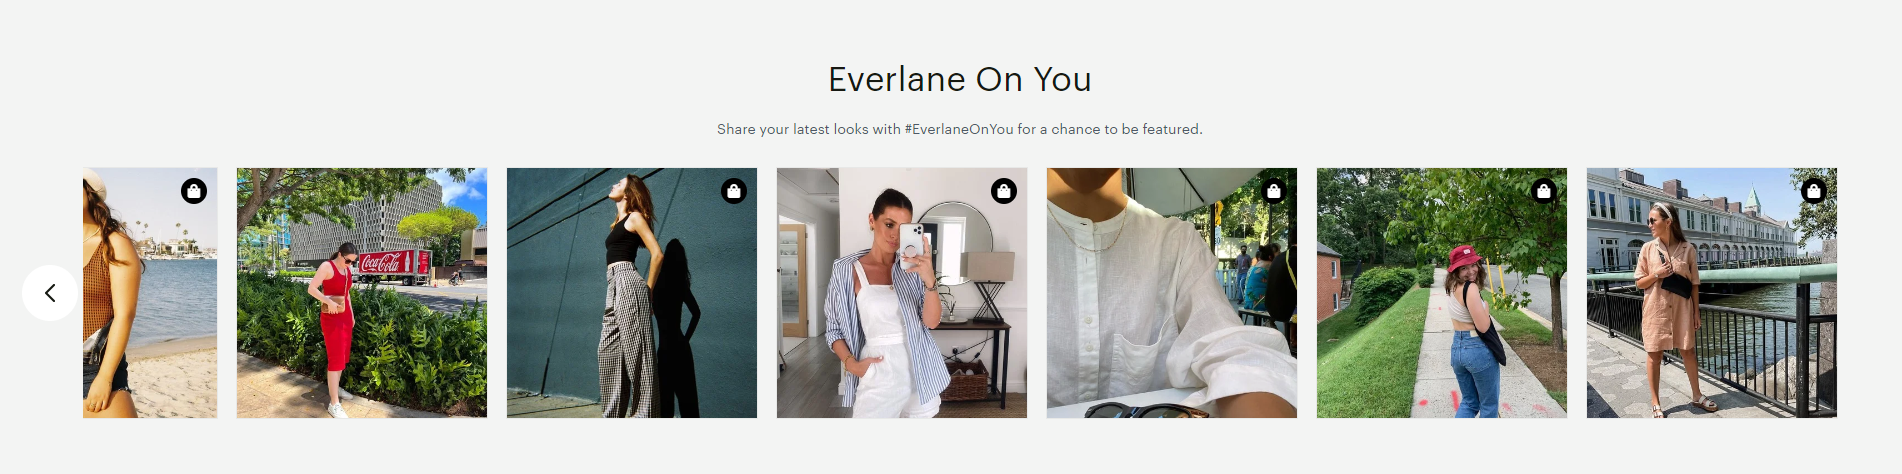 Everlane On You
Share your latest looks with #EverlaneOnYou for a chance to be featured.
Coca-Cola